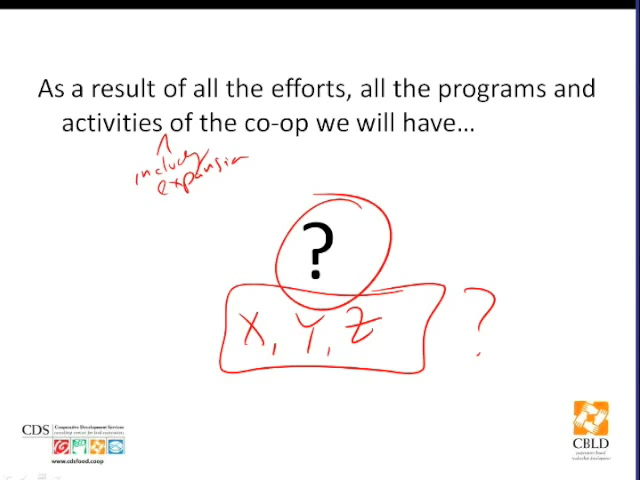 As a result of all the efforts, all the programs and
activities of the co-op we will have…
expansion
?
X, Y, Z ?
CDS Cooperative Development Services
www.cdsfood.coop
CBLD